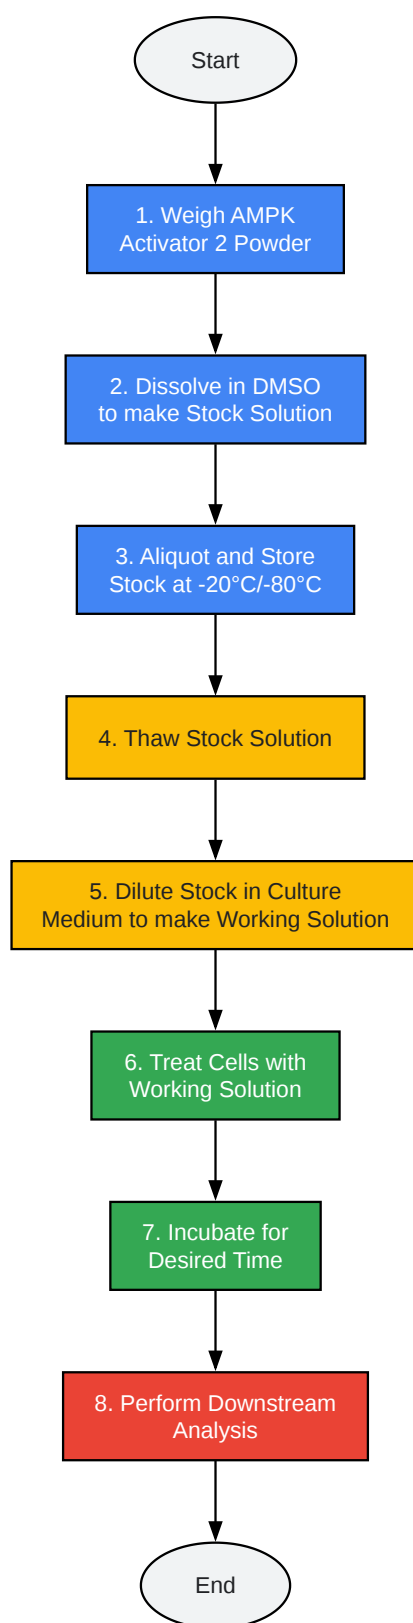 Start
1. Weigh AMPK
Activator 2 Powder
2. Dissolve in DMSO
to make Stock Solution
3. Aliquot and Store
Stock at -20°C/-80°C
4. Thaw Stock Solution
5. Dilute Stock in Culture
Medium to make Working Solution
6. Treat Cells with
Working Solution
7. Incubate for
Desired Time
8. Perform Downstream
Analysis
End